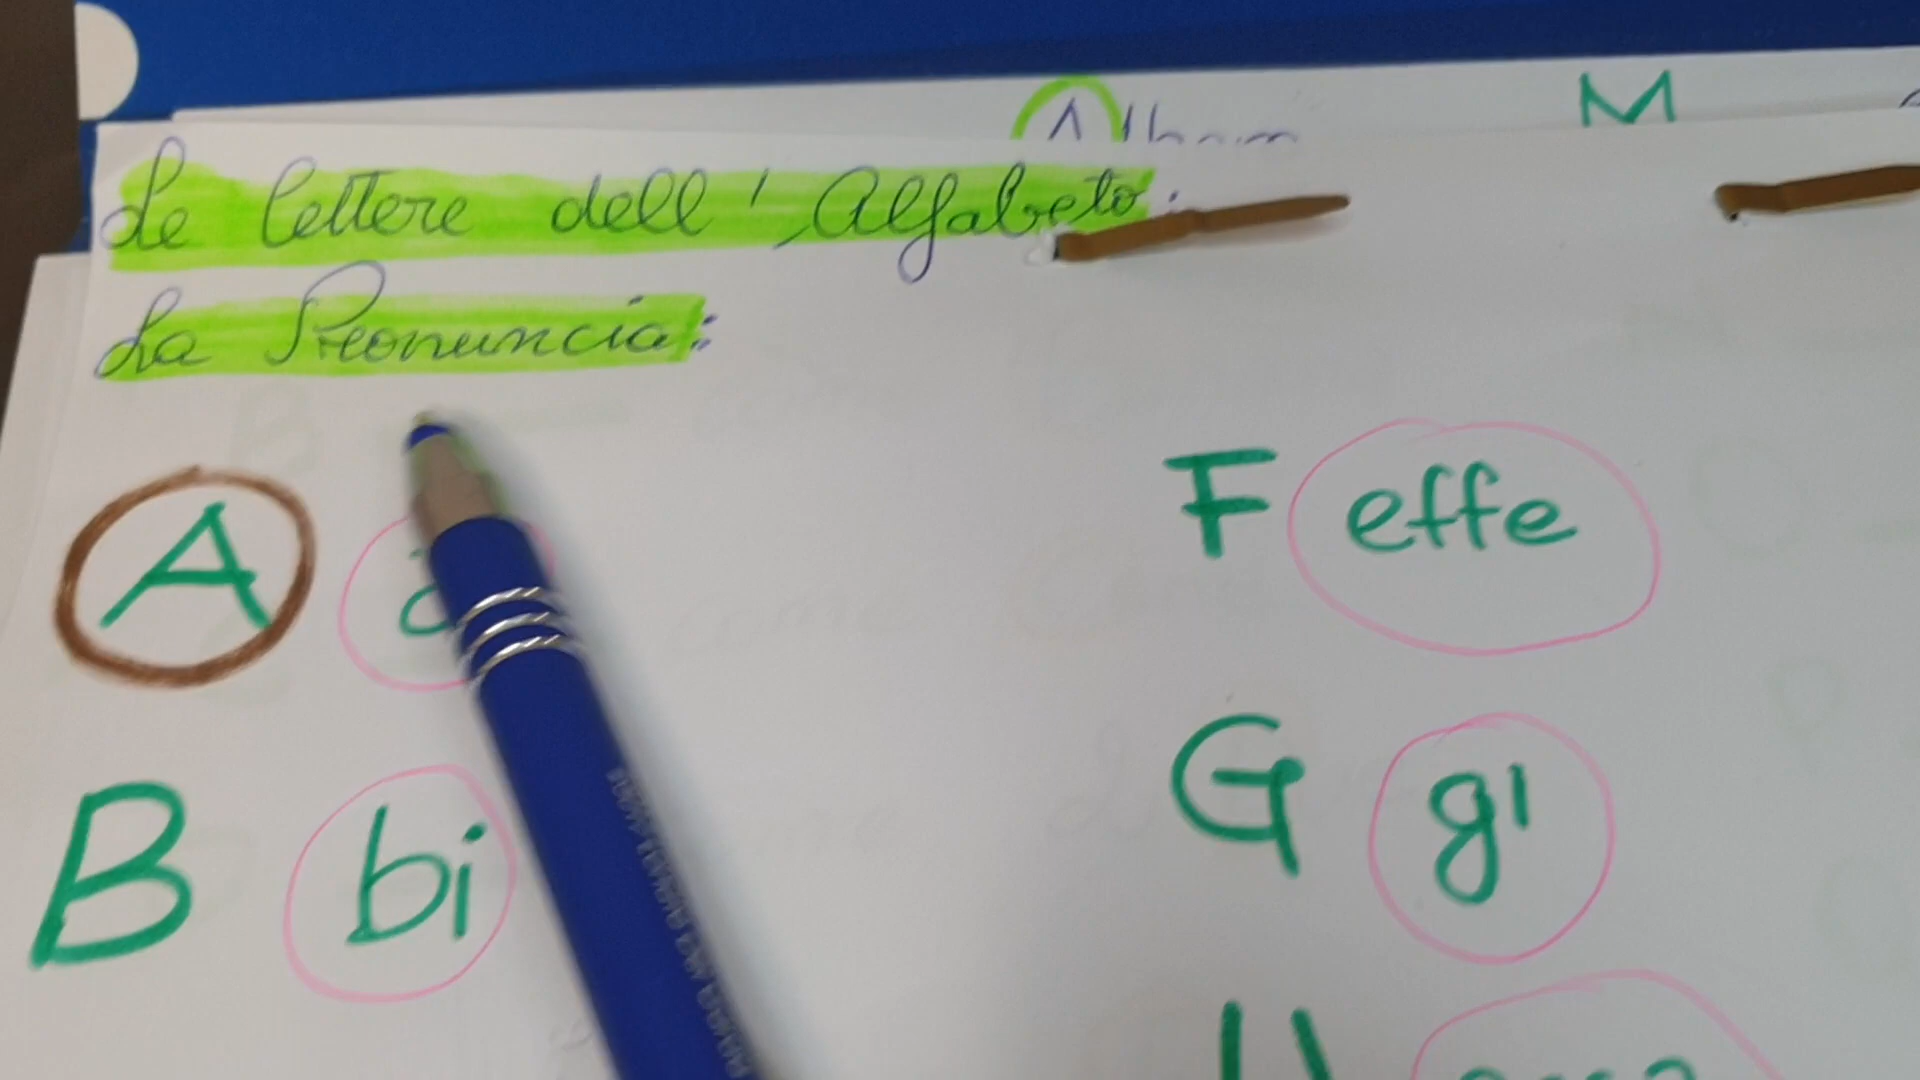 M
Le lettere dell'Alfabeto:
La Pronuncia:
A a
F effe
B bi
G gi